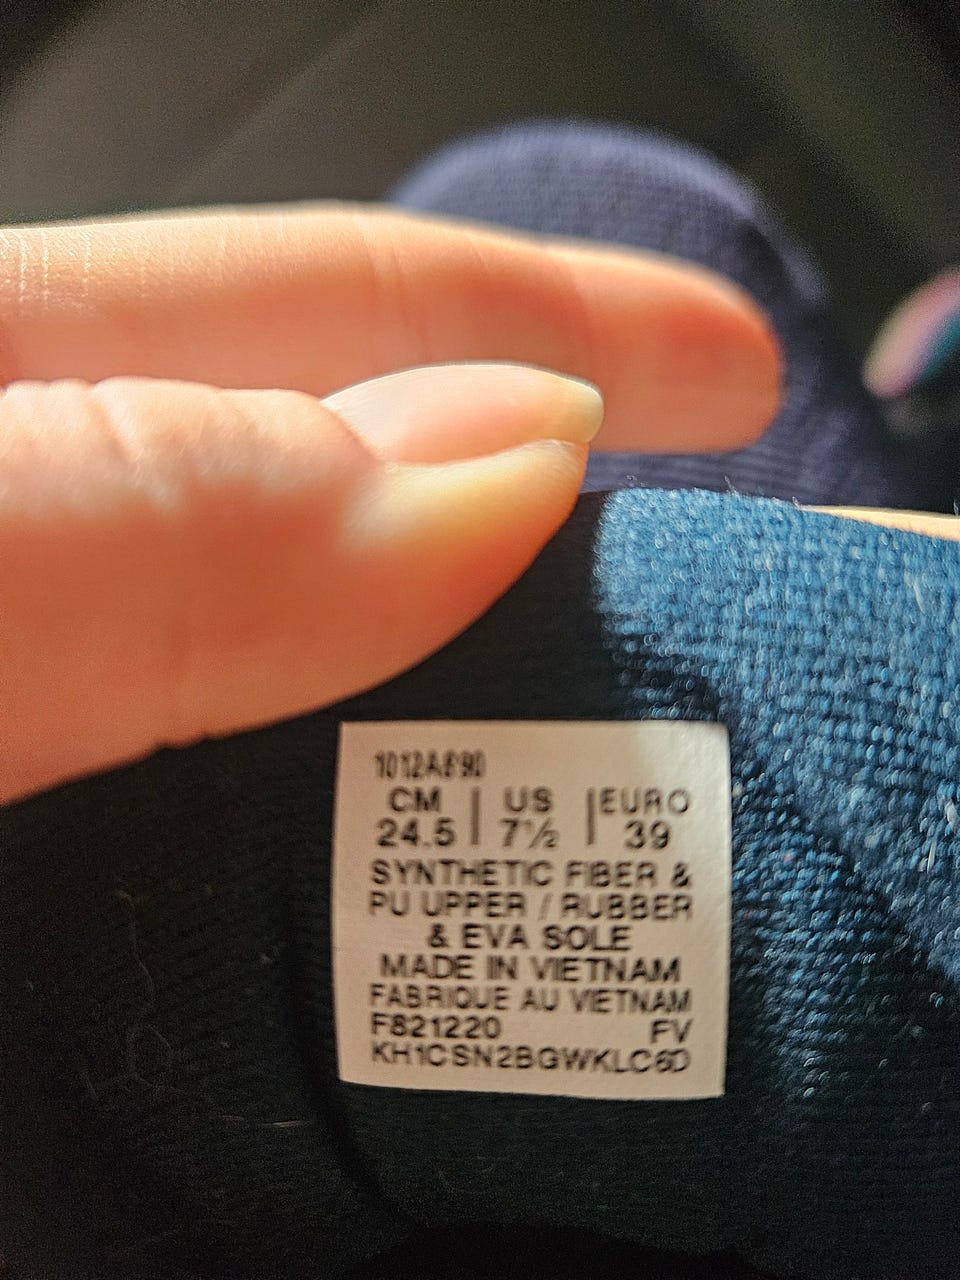 1012A690
CM | US | EURO
24.5 | 7½ | 39
SYNTHETIC FIBER &
PU UPPER / RUBBER
& EVA SOLE
MADE IN VIETNAM
FABRIQUE AU VIETNAM
F821220 FV
KH1CSN2BGWKLC6D